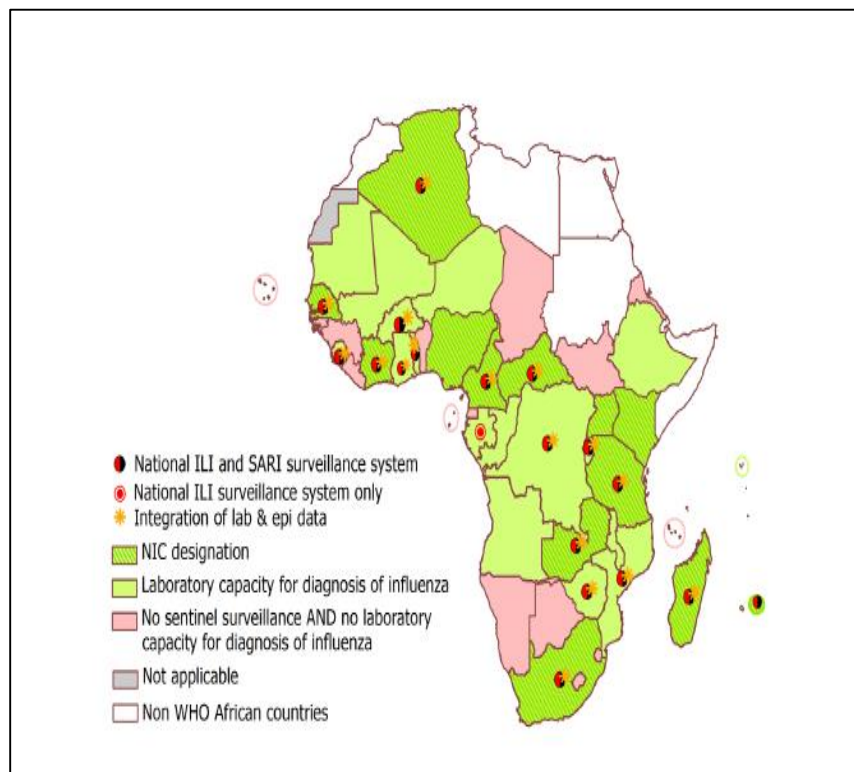 National ILI and SARI surveillance system
National ILI surveillance system only
Integration of lab & epi data
NIC designation
Laboratory capacity for diagnosis of influenza
No sentinel surveillance AND no laboratory
capacity for diagnosis of influenza
Not applicable
Non WHO African countries